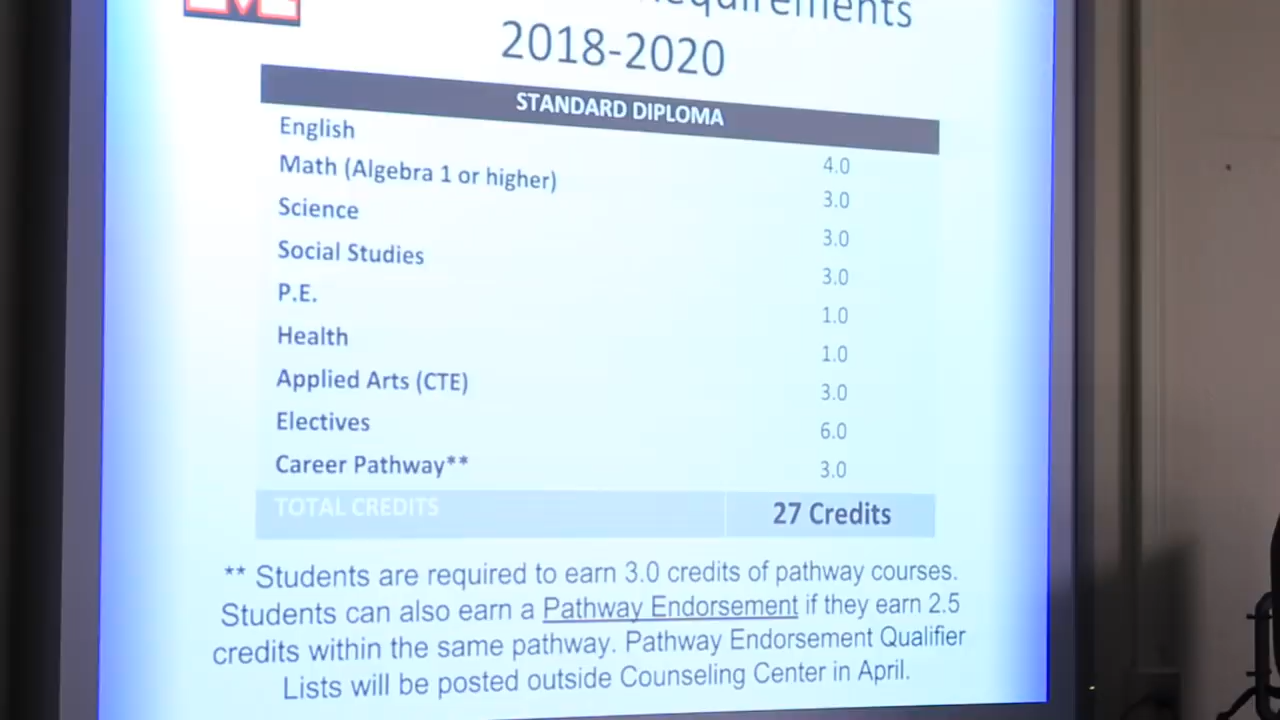 2018-2020
STANDARD DIPLOMA
English 4.0
Math (Algebra 1 or higher) 3.0
Science 3.0
Social Studies 3.0
P.E. 1.0
Health 1.0
Applied Arts (CTE) 3.0
Electives 6.0
Career Pathway** 3.0
TOTAL CREDITS 27 Credits
** Students are required to earn 3.0 credits of pathway courses.
Students can also earn a Pathway Endorsement if they earn 2.5
credits within the same pathway. Pathway Endorsement Qualifier
Lists will be posted outside Counseling Center in April.